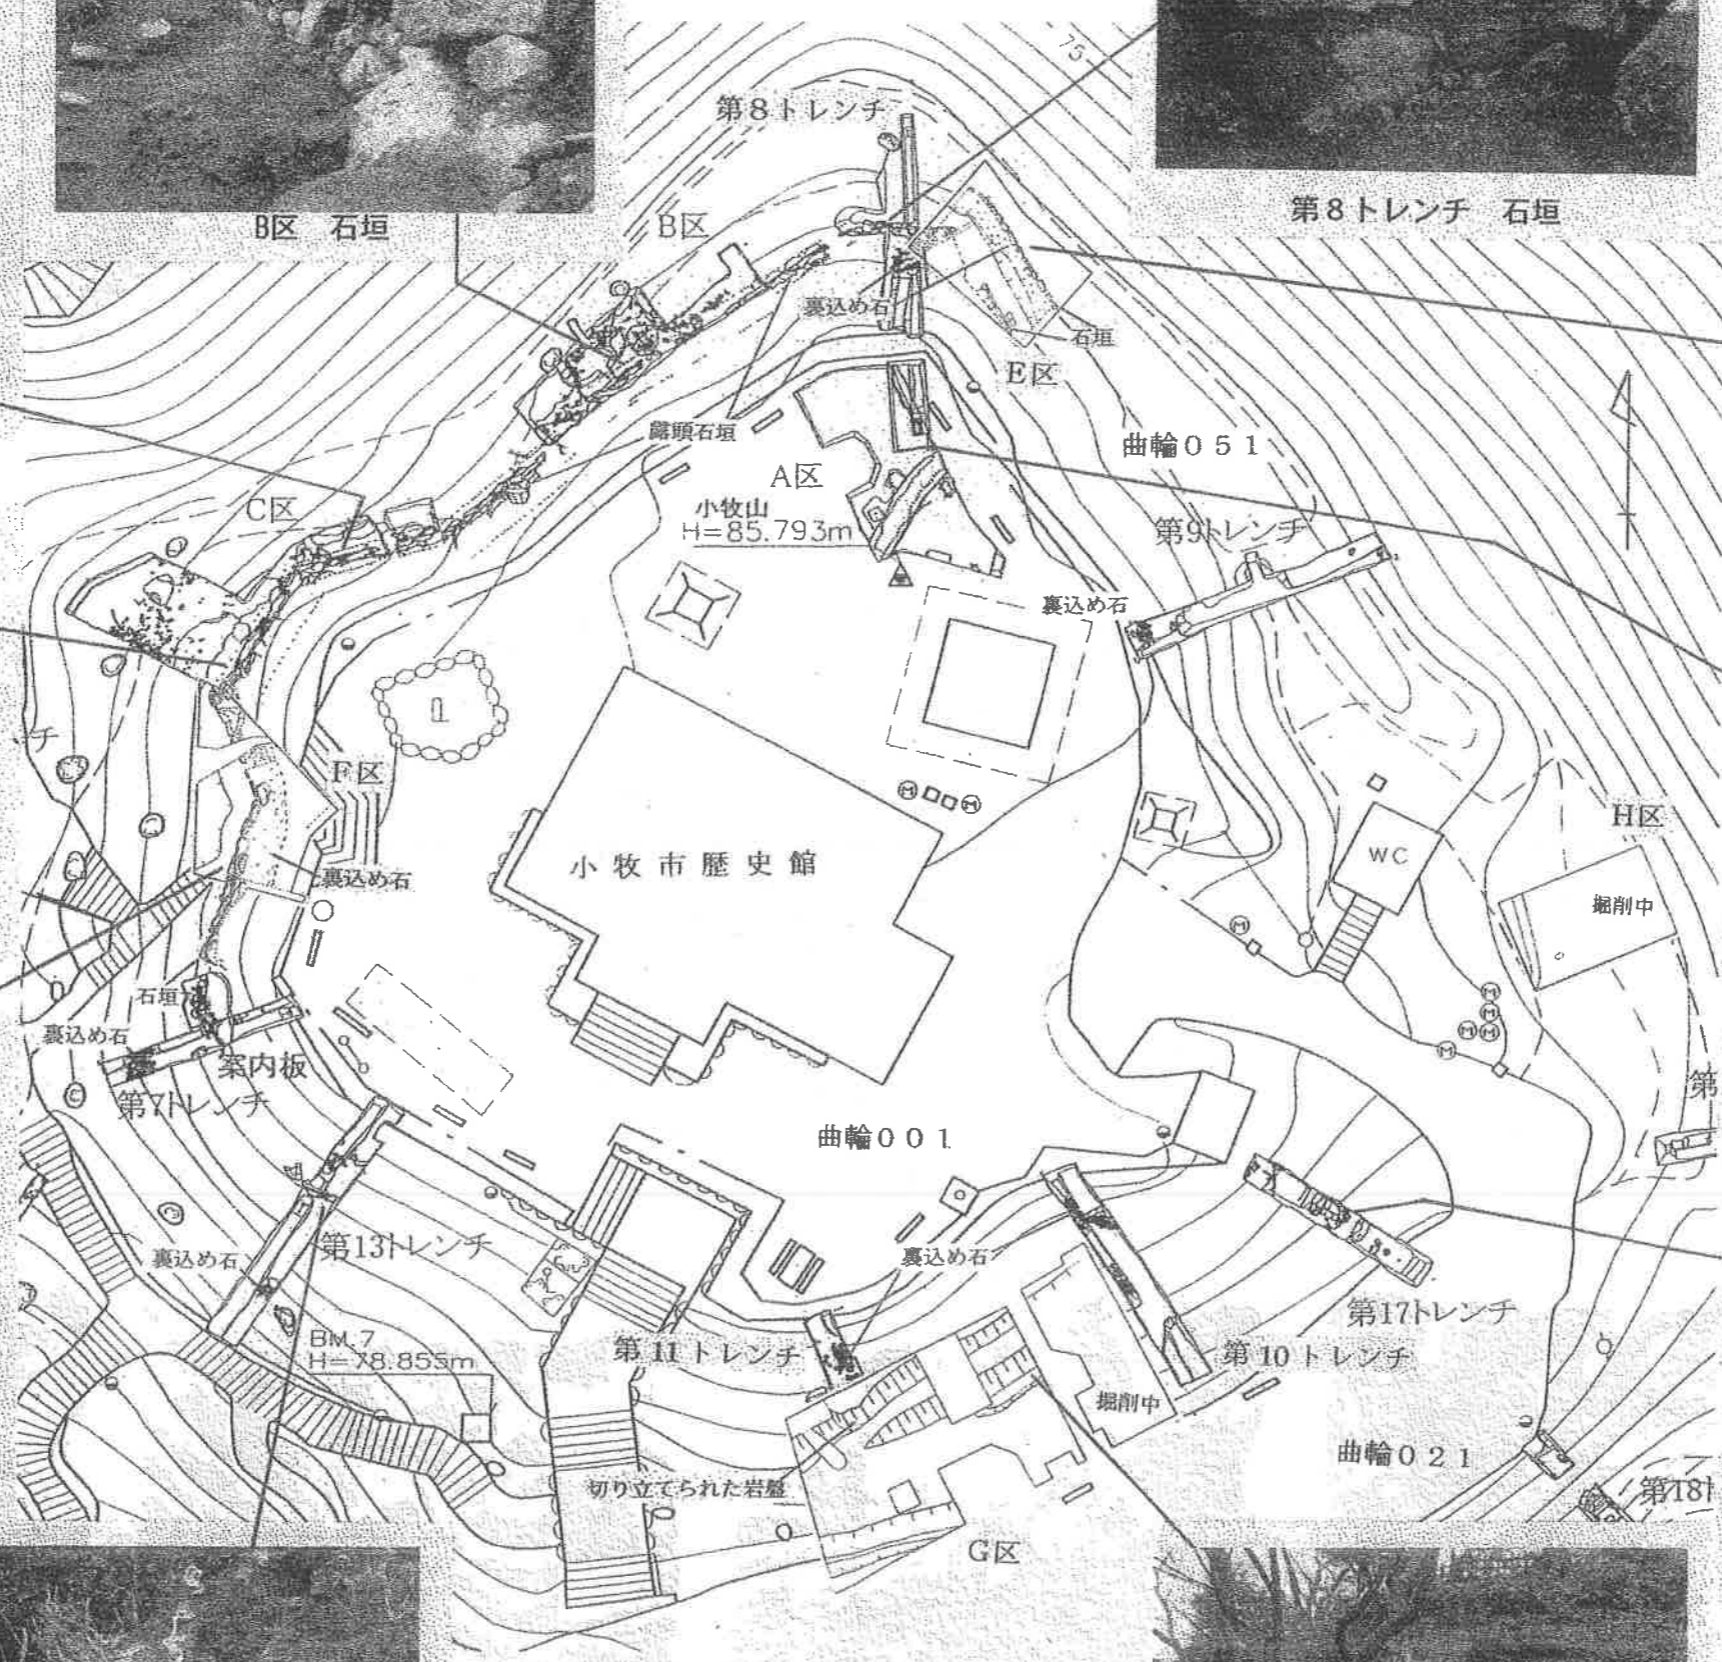 75
第8トレンチ
B区 石垣
B区
第8トレンチ 石垣
裏込め石
石垣
E区
露頭石垣
曲輪051
A区
小牧山
H=85.793m
C区
第9トレンチ
裏込め石
チ
F区
小牧市歴史館
M
M
WC
H区
掘削中
裏込め石
M
M
M
M
M
M
石垣
裏込め石
案内板
第7トレンチ
第
曲輪001
第13トレンチ
裏込め石
裏込め石
BM.7
H=78.855m
第11トレンチ
第10トレンチ
第17トレンチ
掘削中
曲輪021
切り立てられた岩盤
第18ト
G区